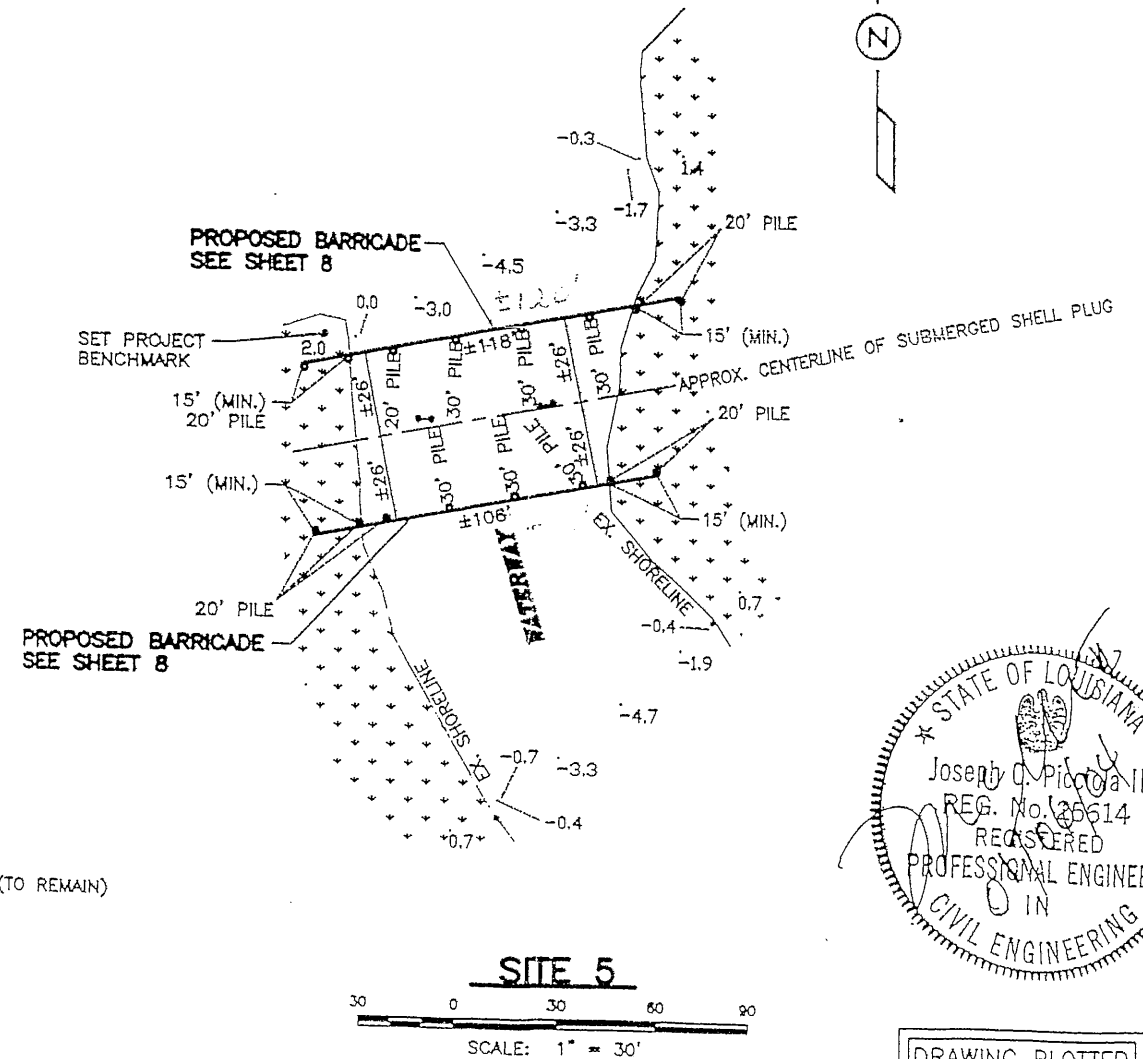 N
-0.3
1.4
-1.7
-3.3
20' PILE
PROPOSED BARRICADE
SEE SHEET 8
-4.5
±120'
0.0
-3.0
SET PROJECT
BENCHMARK
2.0
±118'
15' (MIN.)
APPROX. CENTERLINE OF SUBMERGED SHELL PLUG
15' (MIN.)
20' PILE
±26'
20' PILE
30' PILE
30' PILE
±26'
30' PILE
20' PILE
15' (MIN.)
±26'
30' PILE
30' PILE
30' PILE
±26'
±106'
15' (MIN.)
WATERWAY
EX. SHORELINE
20' PILE
0.7
-0.4
PROPOSED BARRICADE
SEE SHEET 8
-1.9
EX. SHORELINE
-4.7
-0.7
-3.3
-0.4
0.7
STATE OF LOUISIANA
REG. No. 25614
REGISTERED
PROFESSIONAL ENGINEE
IN
CIVIL ENGINEERING
(TO REMAIN)
SITE 5
30 0 30 60 90
SCALE: 1" = 30'
DRAWING PLOTTED